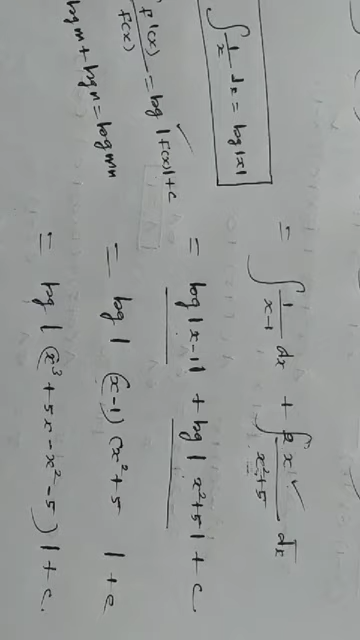 ∫ 1/x dx = log|x|
f'(x)/f(x) = log |f(x)| + c
log m + log n = log mn
= ∫ 1/x-1 dx + ∫ 2x/x²+5 dx
= log|x-1| + log|x²+5| + c
= log | (x-1) (x²+5 | + c
= log | (x³ + 5x - x² - 5) | + c.